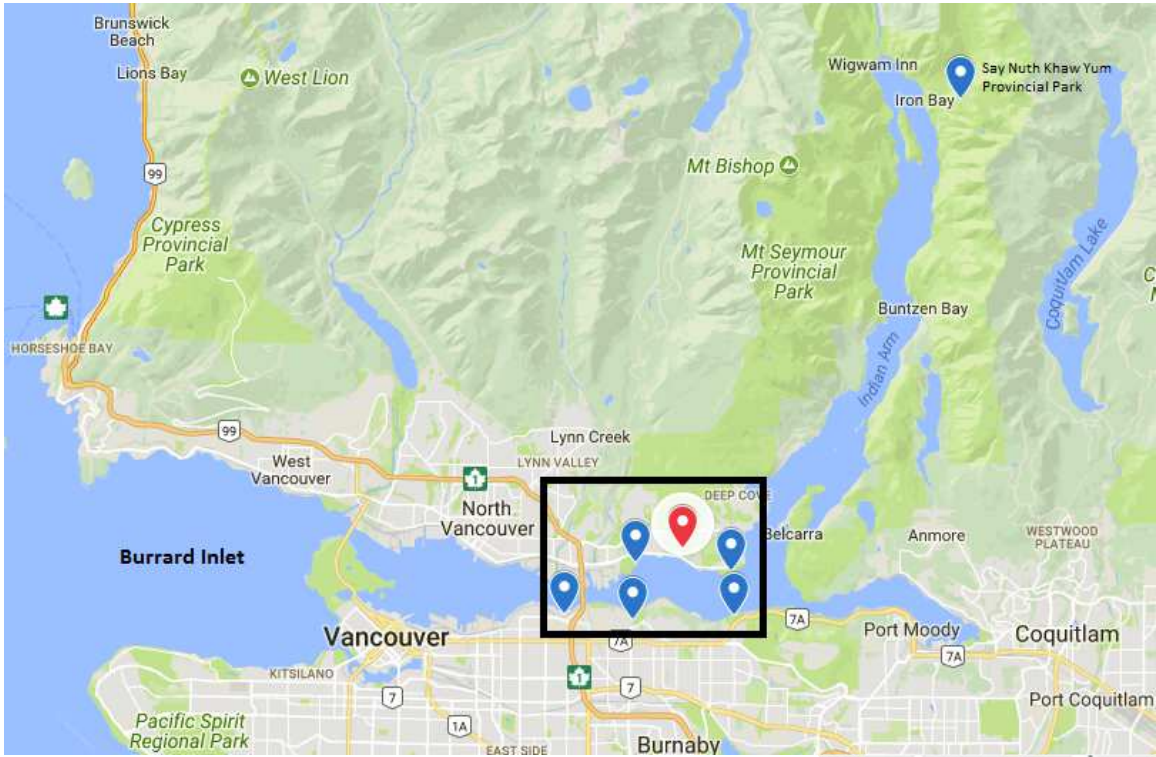 Brunswick
Beach
Lions Bay
West Lion
Wigwam Inn
Say Nuth Khaw Yum
Provincial Park
Iron Bay
99
Mt Bishop
Cypress
Provincial
Park
Mt Seymour
Provincial
Park
Coquitlam Lake
C
Buntzen Bay
HORSESHOE BAY
Indian Arm
99
Lynn Creek
West
Vancouver
LYNN VALLEY
1
North
Vancouver
DEEP COVE
Belcarra
Anmore
WESTWOOD
PLATEAU
Burrard Inlet
7A
Vancouver
7A
Port Moody
Coquitlam
7A
KITSILANO
1
7
7
Port Coquitlam
1A
Pacific Spirit
Regional Park
EAST SIDE
Burnaby